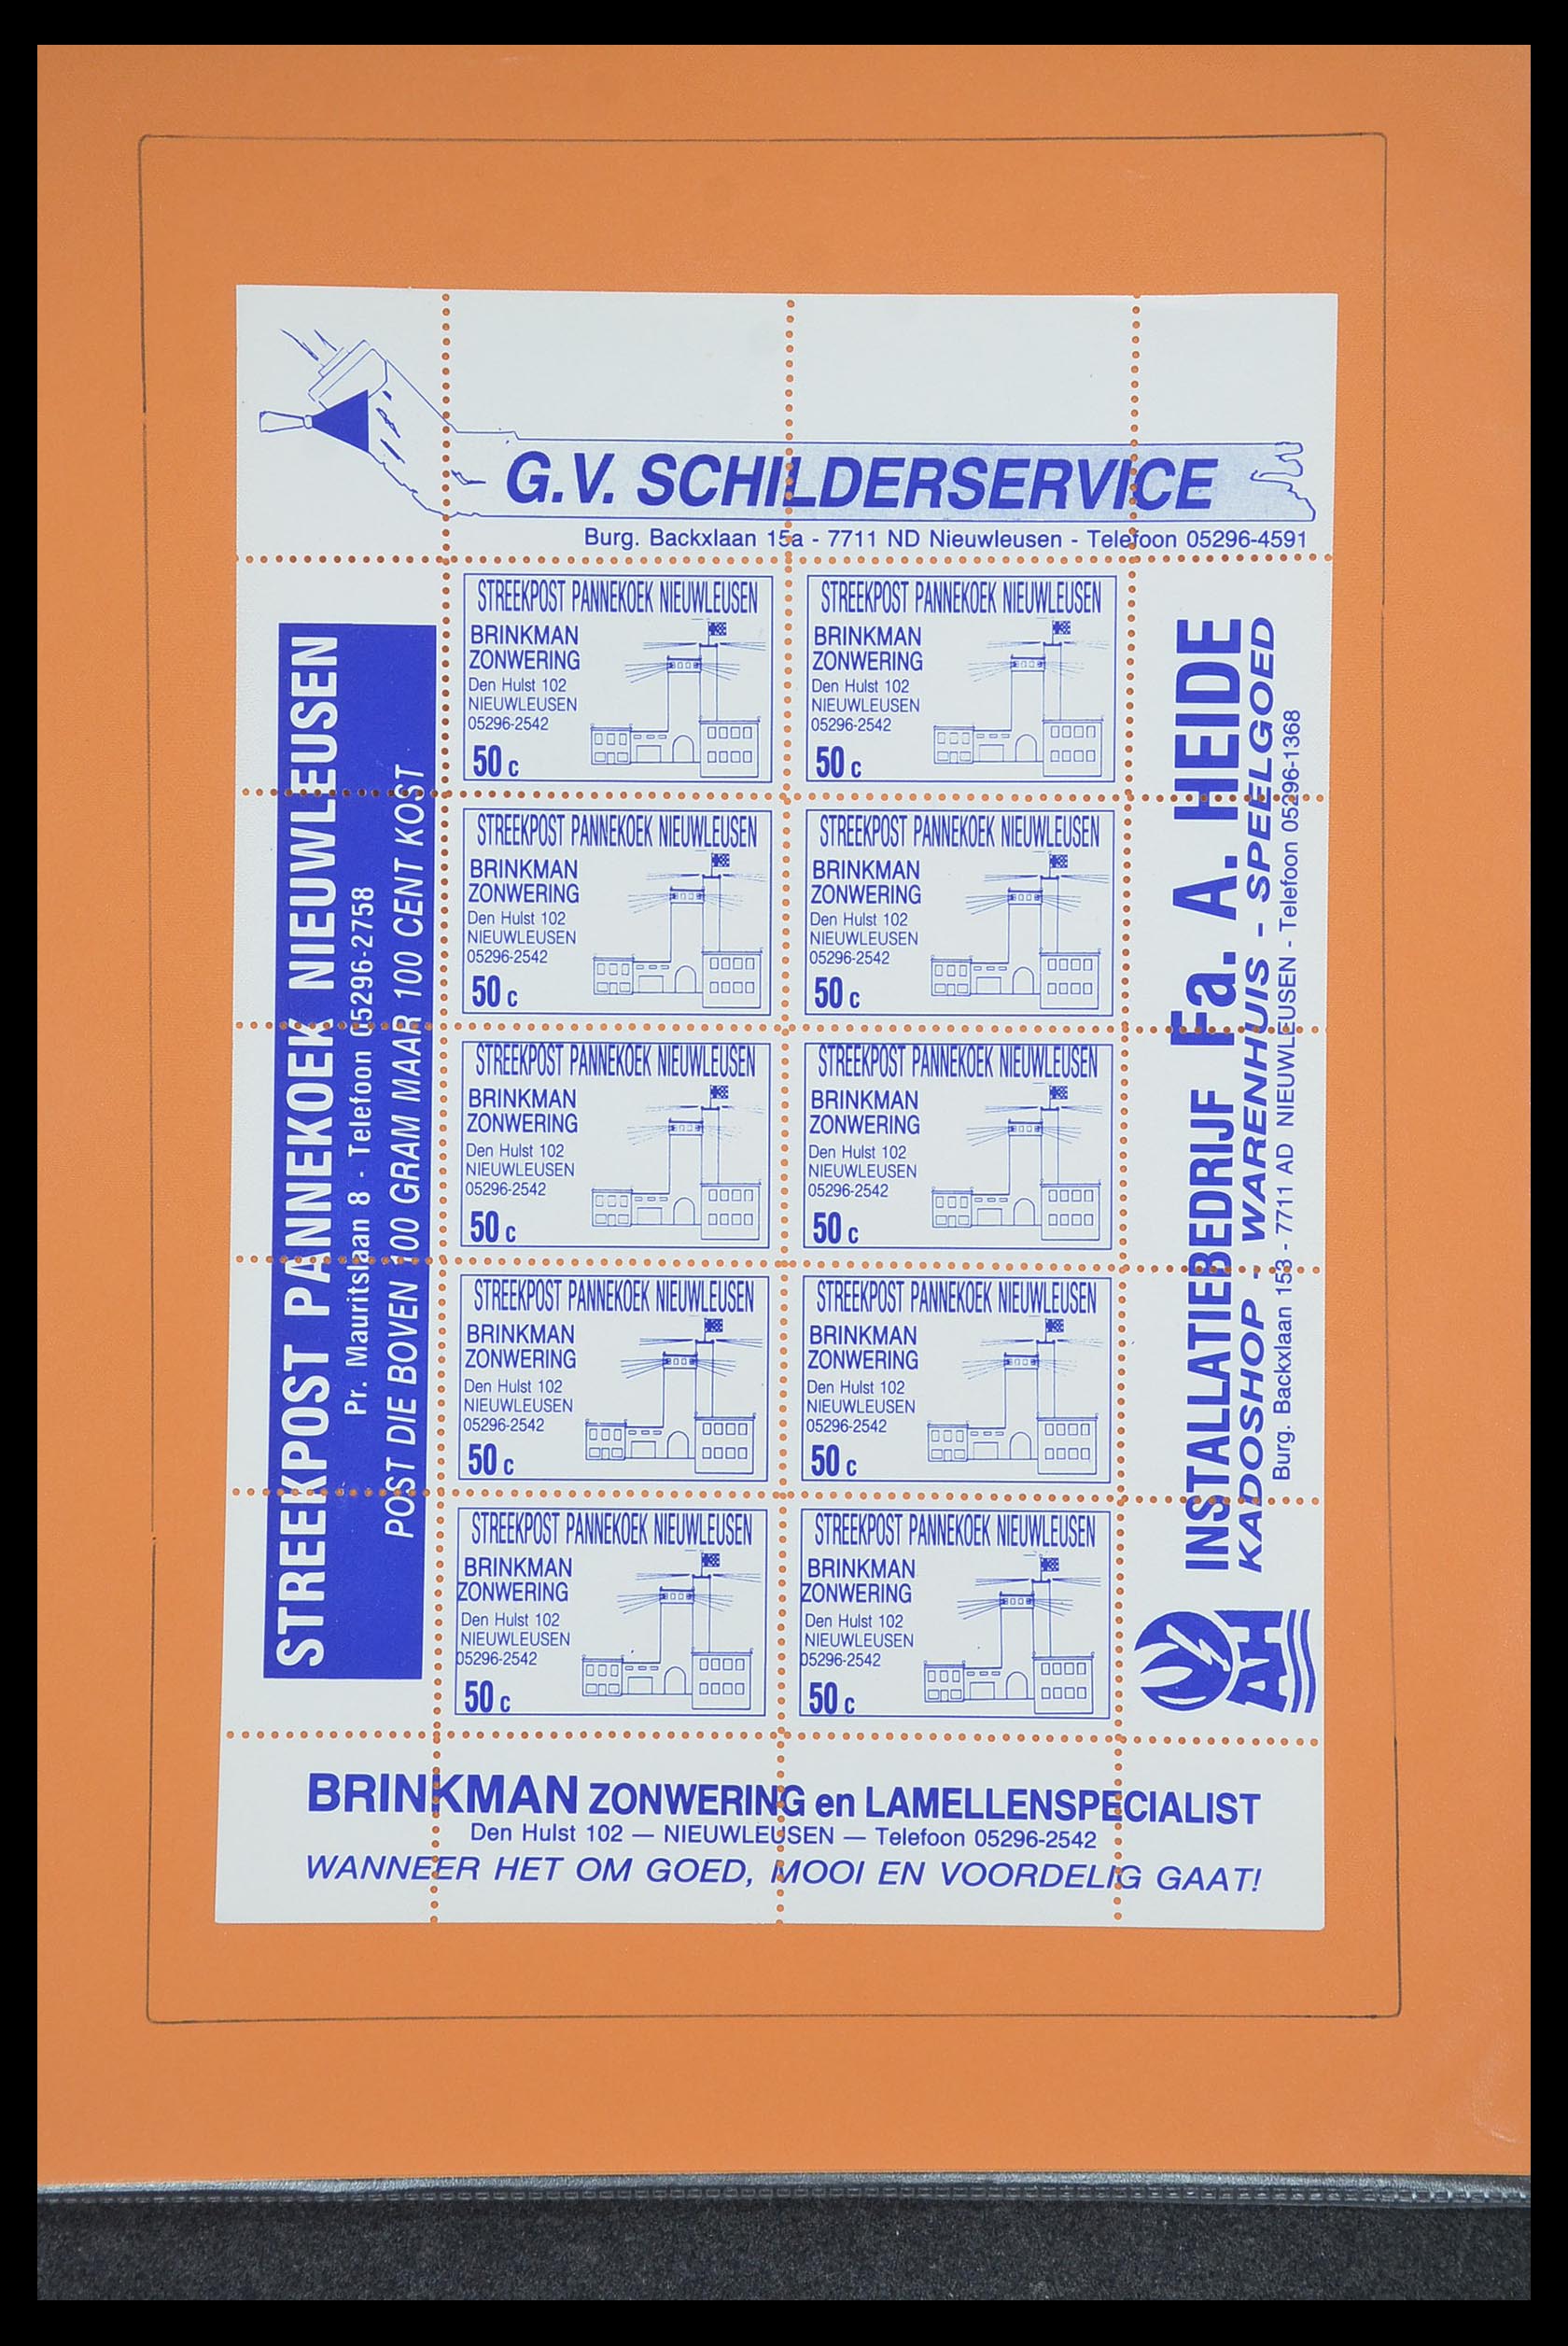 G.V. SCHILDERSERVICE
Burg. Backxlaan 15a - 7711 ND Nieuwleusen - Telefoon 05296-4591
STREEKPOST PANNEKOEK NIEUWLEUSEN
Pr. Mauritslaan 8 - Telefoon 05296-2758
POST DIE BOVEN 100 GRAM MAAR 100 CENT KOST
STREEKPOST PANNEKOEK NIEUWLEUSEN
BRINKMAN
ZONWERING
Den Hulst 102
NIEUWLEUSEN
05296-2542
50 c
STREEKPOST PANNEKOEK NIEUWLEUSEN
BRINKMAN
ZONWERING
Den Hulst 102
NIEUWLEUSEN
05296-2542
50 c
STREEKPOST PANNEKOEK NIEUWLEUSEN
BRINKMAN
ZONWERING
Den Hulst 102
NIEUWLEUSEN
05296-2542
50 c
STREEKPOST PANNEKOEK NIEUWLEUSEN
BRINKMAN
ZONWERING
Den Hulst 102
NIEUWLEUSEN
05296-2542
50 c
STREEKPOST PANNEKOEK NIEUWLEUSEN
BRINKMAN
ZONWERING
Den Hulst 102
NIEUWLEUSEN
05296-2542
50 c
STREEKPOST PANNEKOEK NIEUWLEUSEN
BRINKMAN
ZONWERING
Den Hulst 102
NIEUWLEUSEN
05296-2542
50 c
STREEKPOST PANNEKOEK NIEUWLEUSEN
BRINKMAN
ZONWERING
Den Hulst 102
NIEUWLEUSEN
05296-2542
50 c
STREEKPOST PANNEKOEK NIEUWLEUSEN
BRINKMAN
ZONWERING
Den Hulst 102
NIEUWLEUSEN
05296-2542
50 c
STREEKPOST PANNEKOEK NIEUWLEUSEN
BRINKMAN
ZONWERING
Den Hulst 102
NIEUWLEUSEN
05296-2542
50 c
STREEKPOST PANNEKOEK NIEUWLEUSEN
BRINKMAN
ZONWERING
Den Hulst 102
NIEUWLEUSEN
05296-2542
50 c
INSTALLATIEBEDRIJF Fa. A. HEIDE
KADOSHOP - WARENHUIS - SPEELGOED
Burg. Backxlaan 153 - 7711 AD NIEUWLEUSEN - Telefoon 05296-1368
AH
BRINKMAN ZONWERING en LAMELLENSPECIALIST
Den Hulst 102 — NIEUWLEUSEN — Telefoon 05296-2542
WANNEER HET OM GOED, MOOI EN VOORDELIG GAAT!